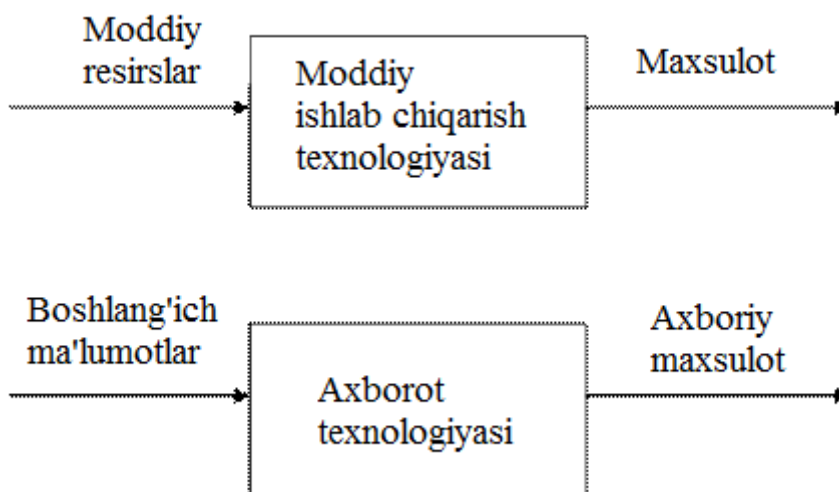 Moddiy
resirslar
Moddiy
ishlab chiqarish
texnologiyasi
Maxsulot
Boshlang'ich
ma'lumotlar
Axborot
texnologiyasi
Axboriy
maxsulot